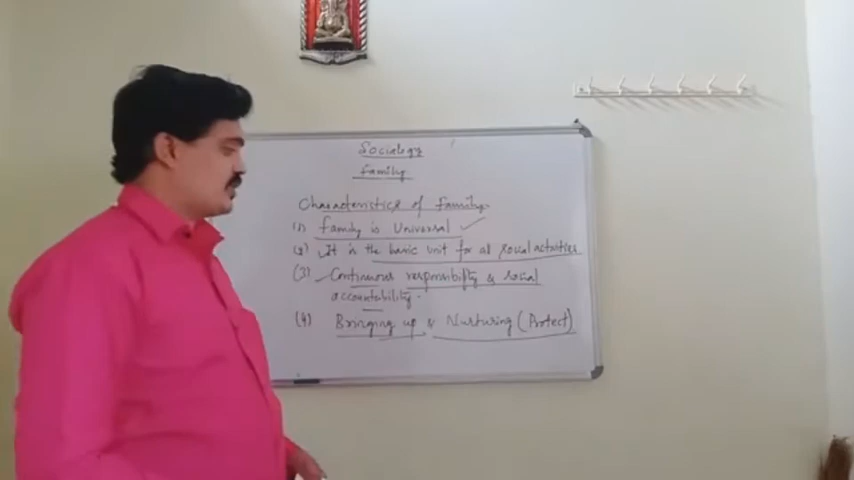 Sociology
Family
Characteristics of family
(1) family is Universal
(2) It is the basic unit for all social activities
(3) Continuous responsibility & social
accountability.
(4) Bringing up & Nurturing (Protect)